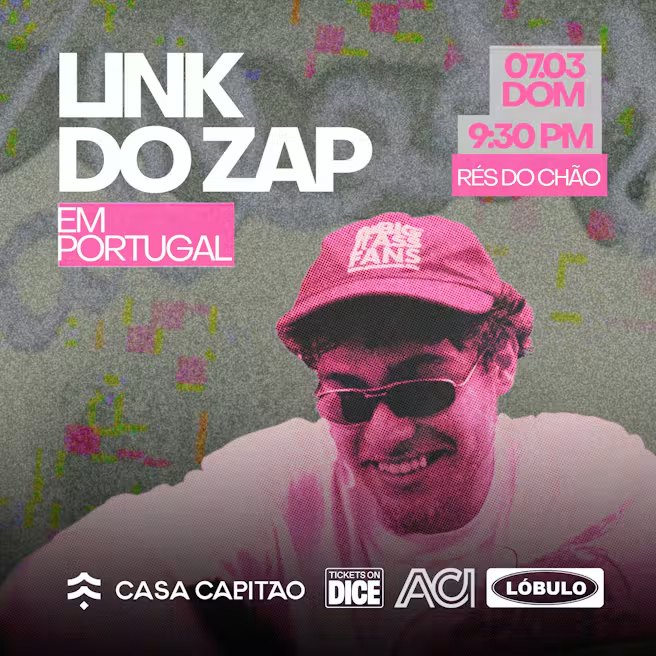 LINK
DO ZAP
EM
PORTUGAL
07.03
DOM
9:30 PM
RÉS DO CHÃO
BIG
ASS
FANS
CASA CAPITÃO
TICKETS ON
DICE
ACI
LÓBULO